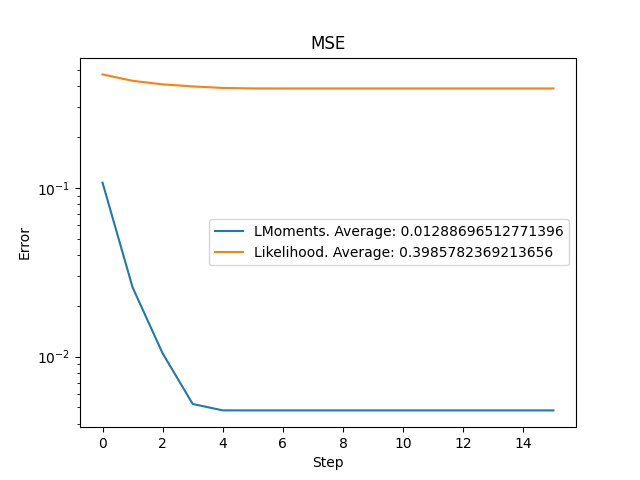 MSE
Error
10⁻¹
10⁻²
LMoments. Average: 0.01288696512771396
Likelihood. Average: 0.3985782369213656
0 2 4 6 8 10 12 14
Step